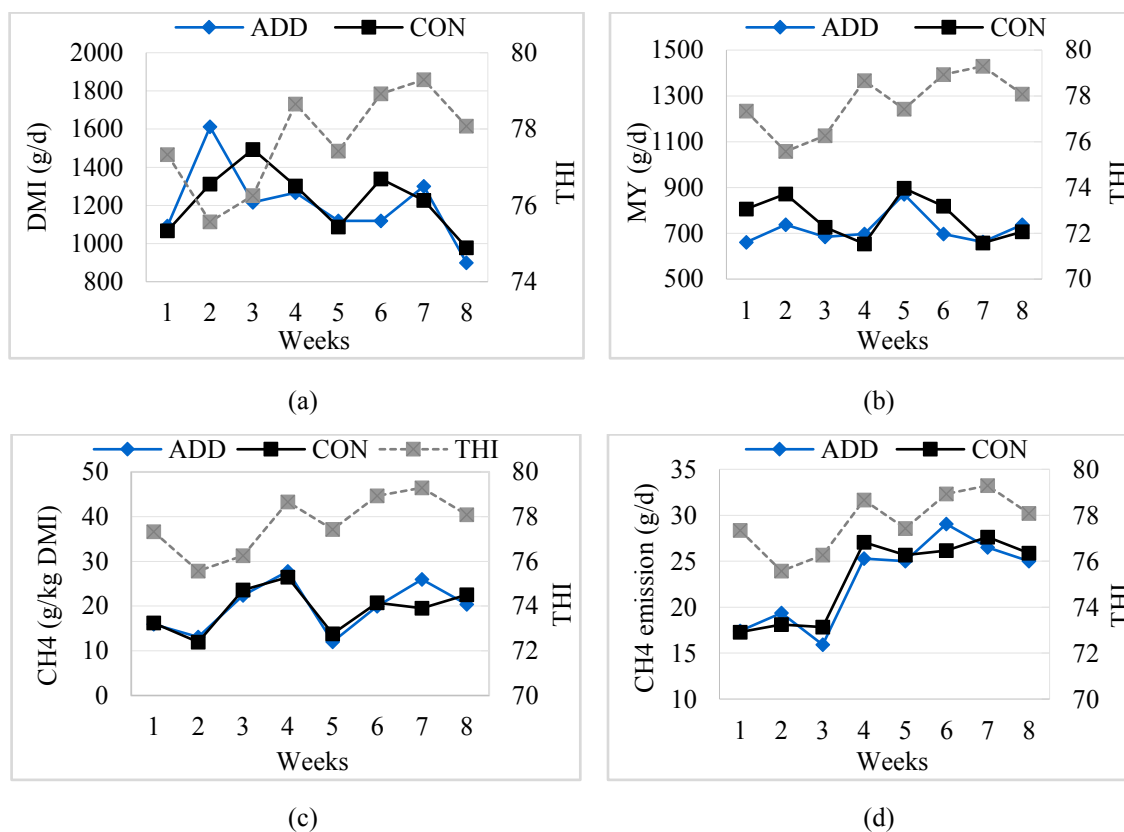 ADD CON
DMI (g/d)
2000
1800
1600
1400
1200
1000
800
80
78
76
74
THI
1 2 3 4 5 6 7 8
Weeks
(a)
ADD CON
MY (g/d)
1500
1300
1100
900
700
500
80
78
76
74
72
70
THI
1 2 3 4 5 6 7 8
Weeks
(b)
ADD CON THI
CH4 (g/kg DMI)
50
40
30
20
10
0
80
78
76
74
72
70
THI
1 2 3 4 5 6 7 8
Weeks
(c)
ADD CON
CH4 emission (g/d)
35
30
25
20
15
10
80
78
76
74
72
70
THI
1 2 3 4 5 6 7 8
Weeks
(d)